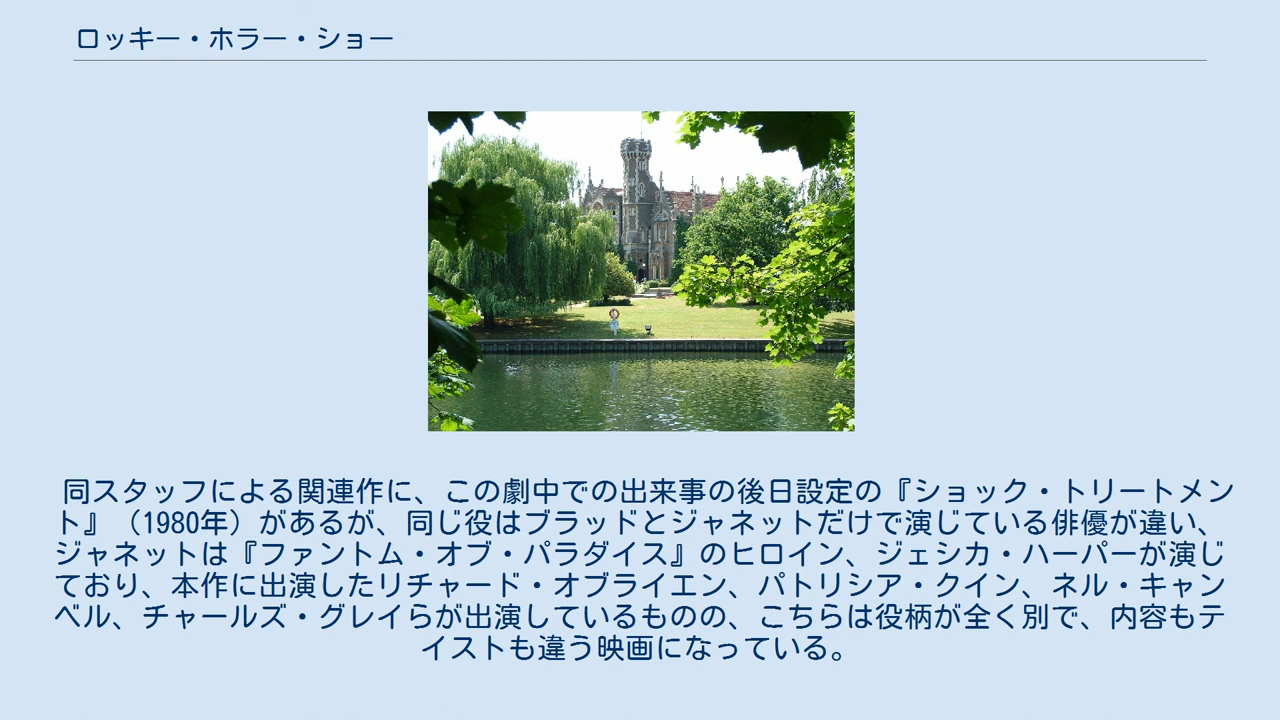 ロッキー・ホラー・ショー
同スタッフによる関連作に、この劇中での出来事の後日設定の『ショック・トリートメン
ト』（1980年）があるが、同じ役はブラッドとジャネットだけで演じている俳優が違い、
ジャネットは『ファントム・オブ・パラダイス』のヒロイン、ジェシカ・ハーパーが演じ
ており、本作に出演したリチャード・オブライエン、パトリシア・クイン、ネル・キャン
ベル、チャールズ・グレイらが出演しているものの、こちらは役柄が全く別で、内容もテ
イストも違う映画になっている。